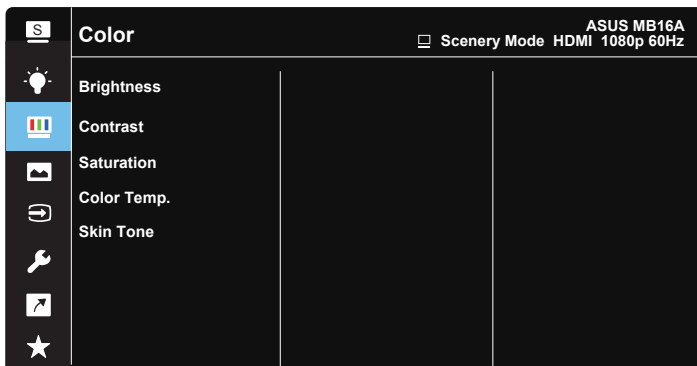 S
Color
ASUS MB16A
Scenery Mode HDMI 1080p 60Hz
Brightness
Contrast
Saturation
Color Temp.
Skin Tone